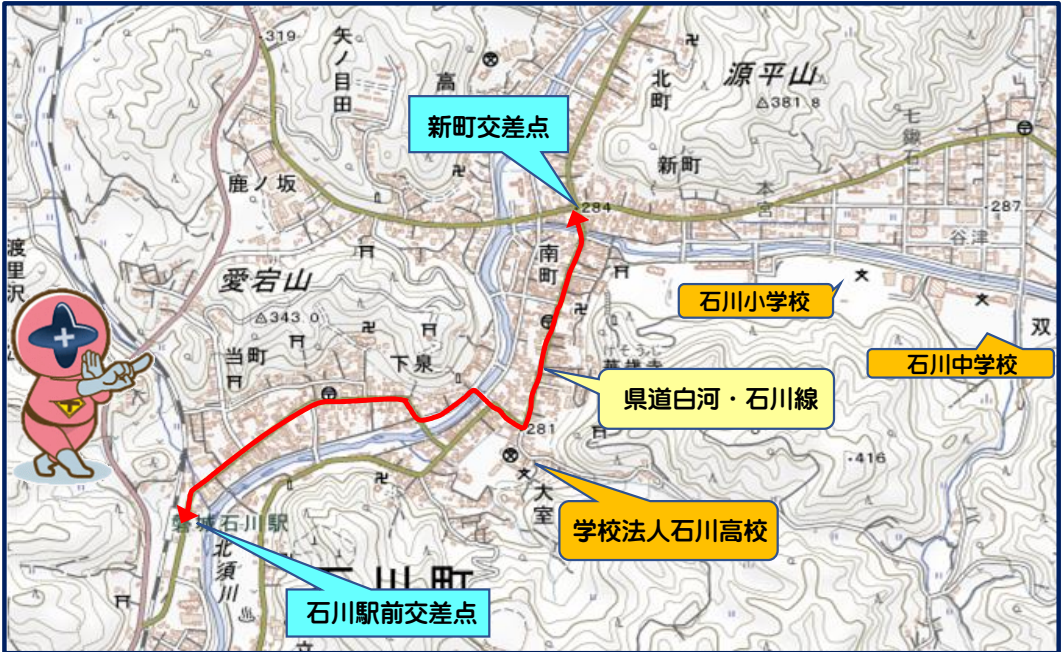 319
矢ノ目田
高
北町
源平山
381.8
新町交差点
新町
鹿ノ坂
本宮
284
287
谷津
渡里沢
愛宕山
343.0
南町
石川小学校
双
石川中学校
当町
下泉
県道白河・石川線
281
416
大室
学校法人石川高校
磐城石川駅
北須川
石川町
石川駅前交差点